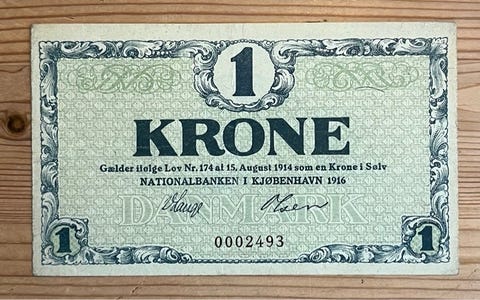 1
KRONE
Gælder ifølge Lov Nr. 174 af 15. August 1914 som en Krone i Sølv
NATIONALBANKEN I KJØBENHAVN 1916
DANMARK
V. Lange
1 0002493 1